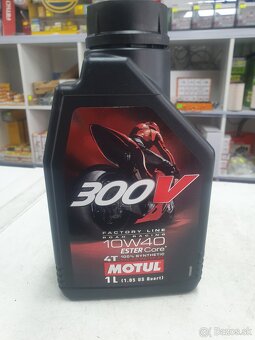 300V
FACTORY LINE
ROAD RACING
10W40
ESTER Core®
4T 100% SYNTHETIC
MOTUL
1L (1.05 US Quart)
bazos.sk